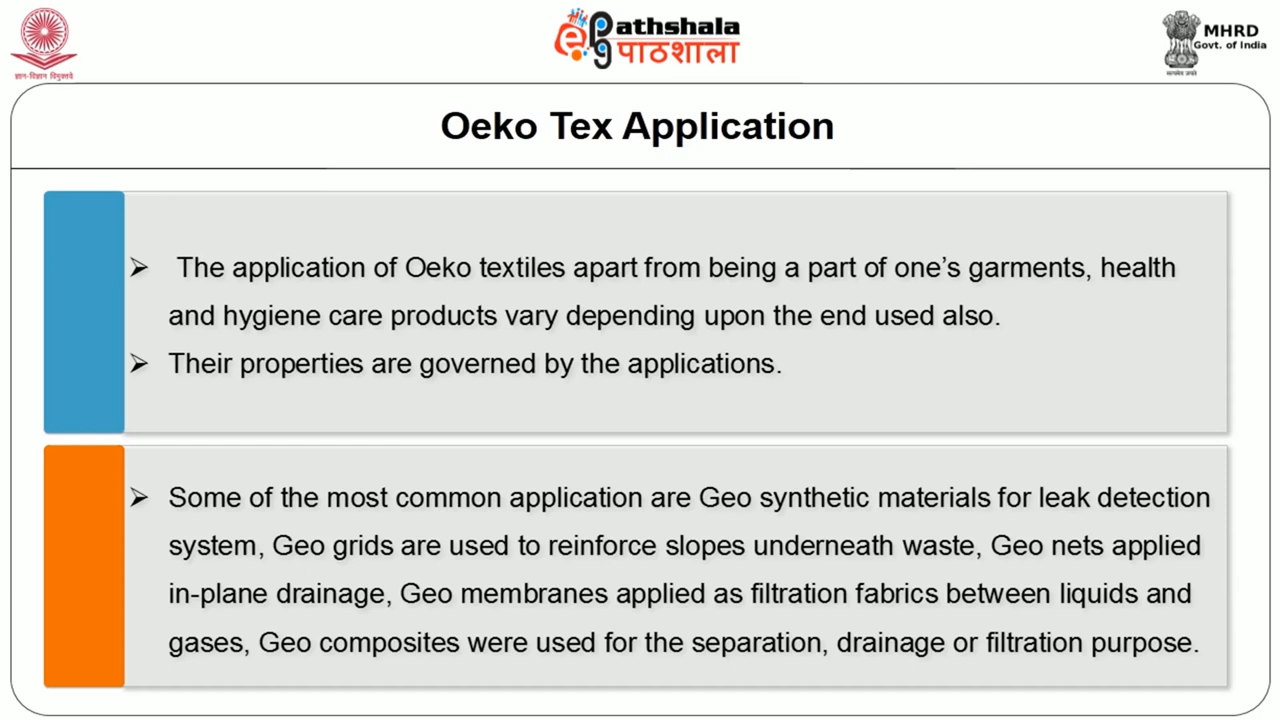 ज्ञान-विज्ञान विमुक्तये
ePathshala
पाठशाला
सत्यमेव जयते
MHRD
Govt. of India
Oeko Tex Application
➢ The application of Oeko textiles apart from being a part of one’s garments, health
and hygiene care products vary depending upon the end used also.
➢ Their properties are governed by the applications.
➢ Some of the most common application are Geo synthetic materials for leak detection
system, Geo grids are used to reinforce slopes underneath waste, Geo nets applied
in-plane drainage, Geo membranes applied as filtration fabrics between liquids and
gases, Geo composites were used for the separation, drainage or filtration purpose.